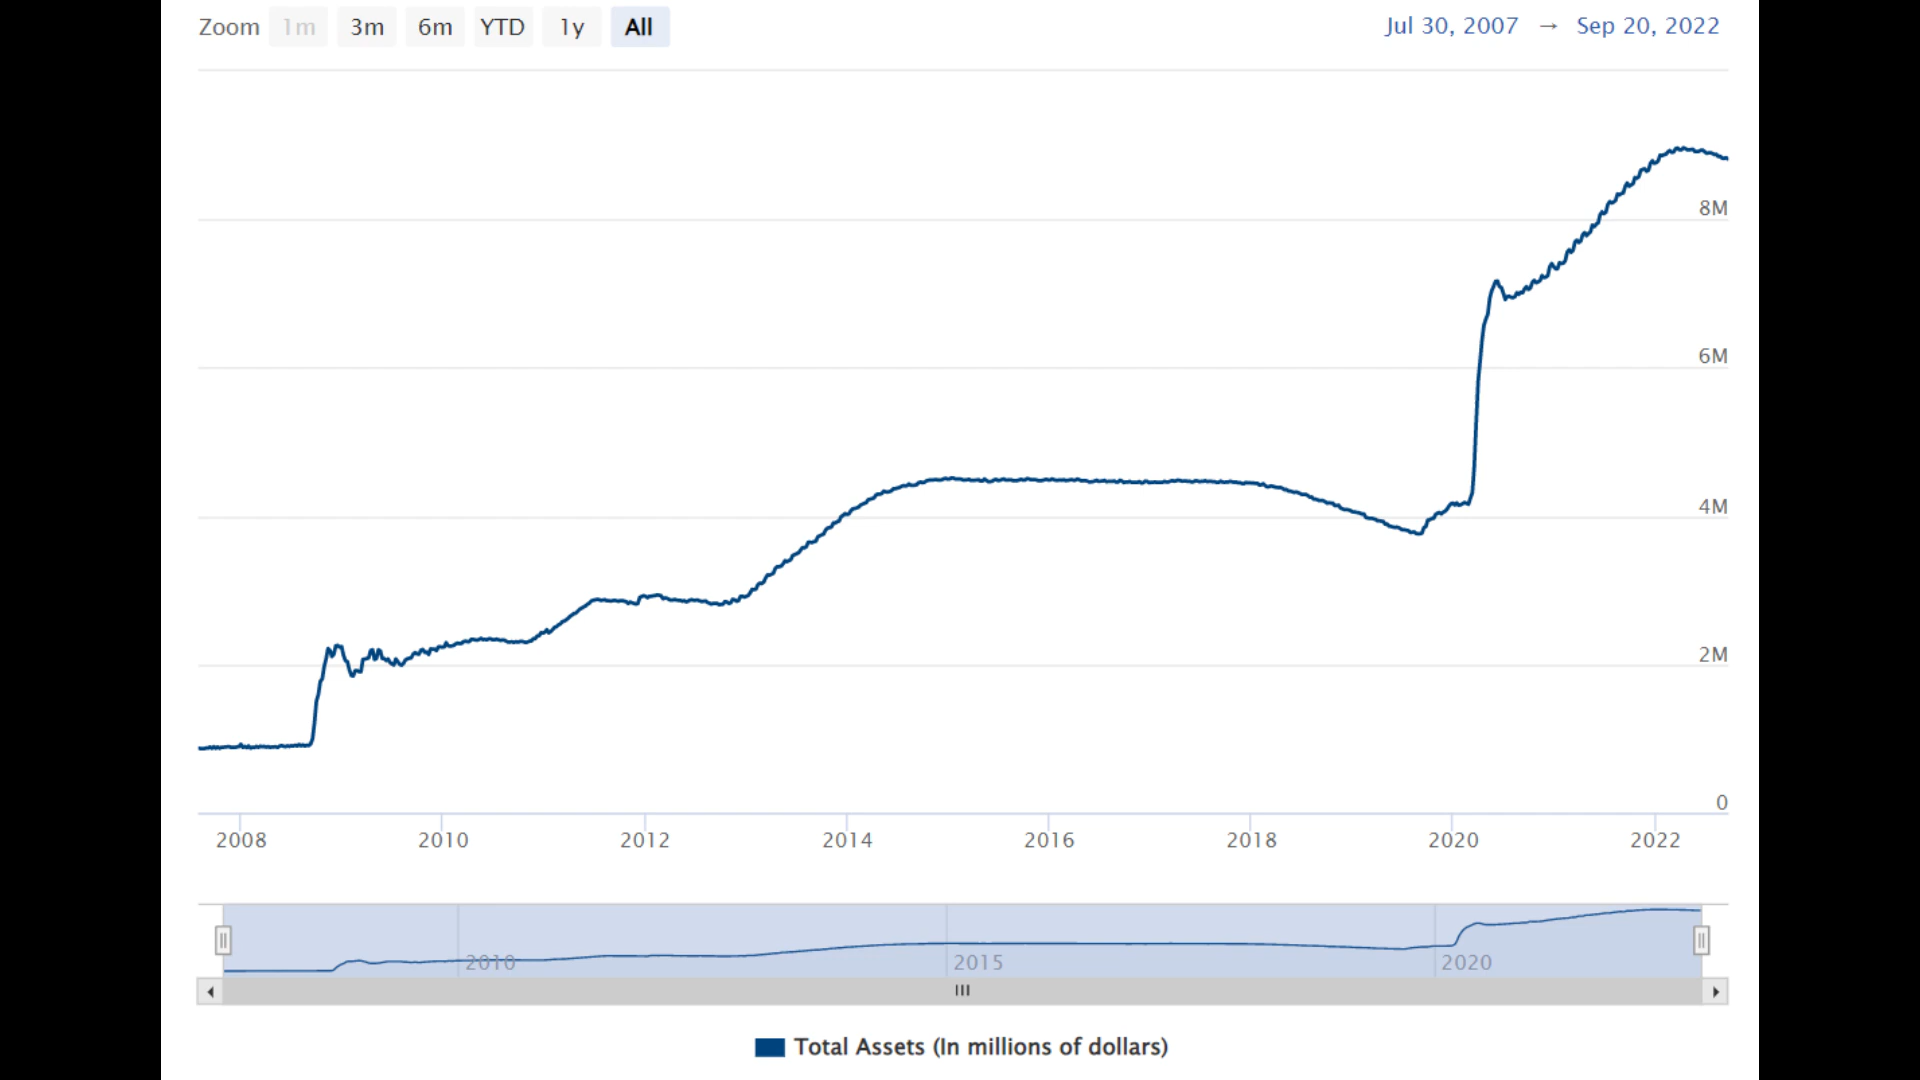 Zoom 1m 3m 6m YTD 1y All Jul 30, 2007 → Sep 20, 2022
8M
6M
4M
2M
0
2008 2010 2012 2014 2016 2018 2020 2022
2010 2015 2020
Total Assets (In millions of dollars)